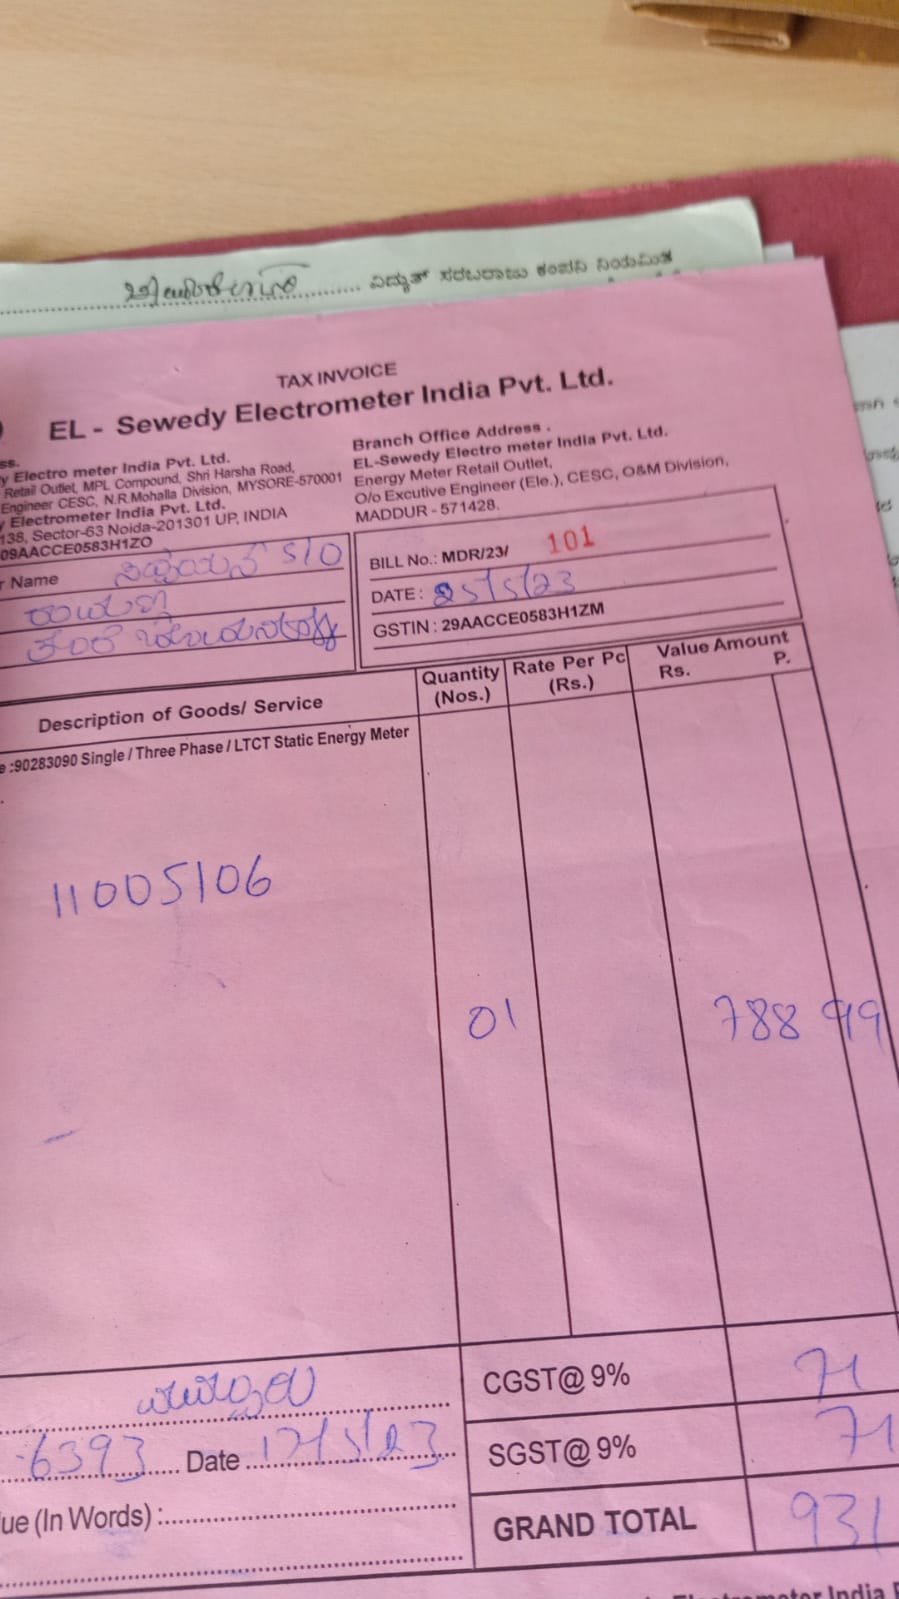 ವಿದ್ಯುತ್ ಸರಬರಾಜು ಕಂಪನಿ ನಿಯಮಿತ
TAX INVOICE
EL - Sewedy Electrometer India Pvt. Ltd.
ss.
y Electro meter India Pvt. Ltd.
Retail Outlet, MPL Compound, Shri Harsha Road,
Engineer CESC, N.R.Mohalla Division, MYSORE-570001
y Electrometer India Pvt. Ltd.
138, Sector-63 Noida-201301 UP, INDIA
09AACCE0583H1ZO
Branch Office Address .
EL-Sewedy Electro meter India Pvt. Ltd.
Energy Meter Retail Outlet,
O/o Excutive Engineer (Ele.), CESC, O&M Division,
MADDUR - 571428.
r Name S/O
BILL No.: MDR/23/ 101
DATE : 25/5/23
GSTIN : 29AACCE0583H1ZM
Description of Goods/ Service
Quantity (Nos.)
Rate Per Pc (Rs.)
Value Amount
Rs. P.
e :90283090 Single / Three Phase / LTCT Static Energy Meter
11005106
01 788 99
CGST@ 9% 71
6393 Date 17/5/23
SGST@ 9% 71
ue (In Words) :
GRAND TOTAL 931